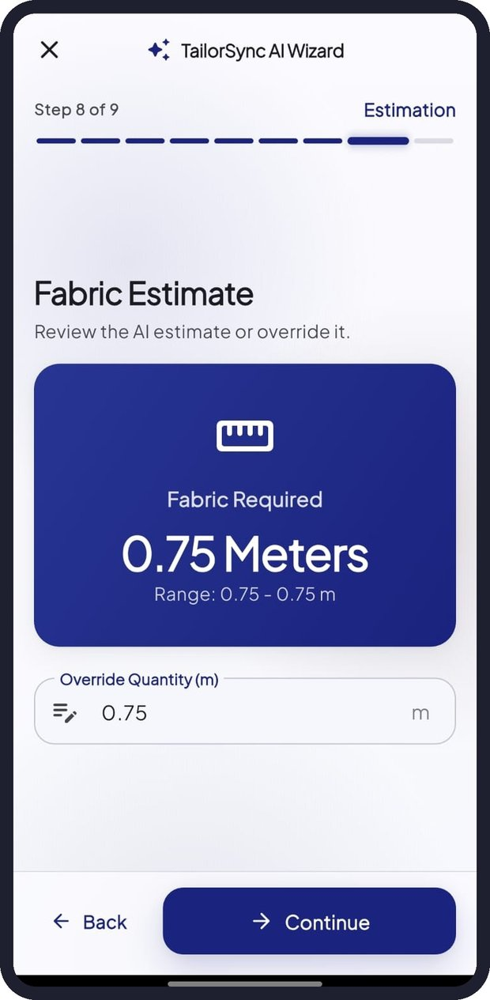 TailorSync AI Wizard
Step 8 of 9
Estimation
Fabric Estimate
Review the AI estimate or override it.
Fabric Required
0.75 Meters
Range: 0.75 - 0.75 m
Override Quantity (m)
0.75 m
Back
Continue